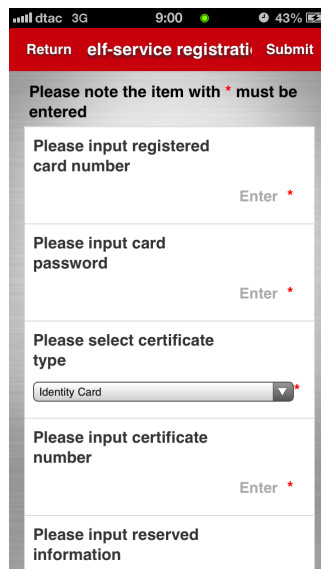 dtac 3G 9:00 43%
Return elf-service registrati Submit
Please note the item with * must be
entered
Please input registered
card number
Enter *
Please input card
password
Enter *
Please select certificate
type
Identity Card *
Please input certificate
number
Enter *
Please input reserved
information